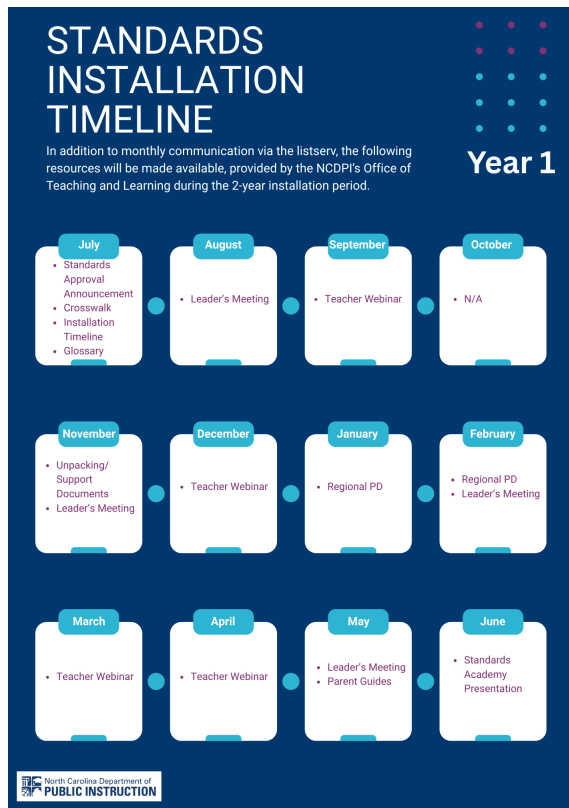 STANDARDS
INSTALLATION
TIMELINE
In addition to monthly communication via the listserv, the following
resources will be made available, provided by the NCDPI's Office of
Teaching and Learning during the 2-year installation period.
Year 1
July
• Standards
Approval
Announcement
• Crosswalk
• Installation
Timeline
• Glossary
August
• Leader's Meeting
September
• Teacher Webinar
October
• N/A
November
• Unpacking/
Support
Documents
• Leader's Meeting
December
• Teacher Webinar
January
• Regional PD
February
• Regional PD
• Leader's Meeting
March
• Teacher Webinar
April
• Teacher Webinar
May
• Leader's Meeting
• Parent Guides
June
• Standards
Academy
Presentation
North Carolina Department of
PUBLIC INSTRUCTION